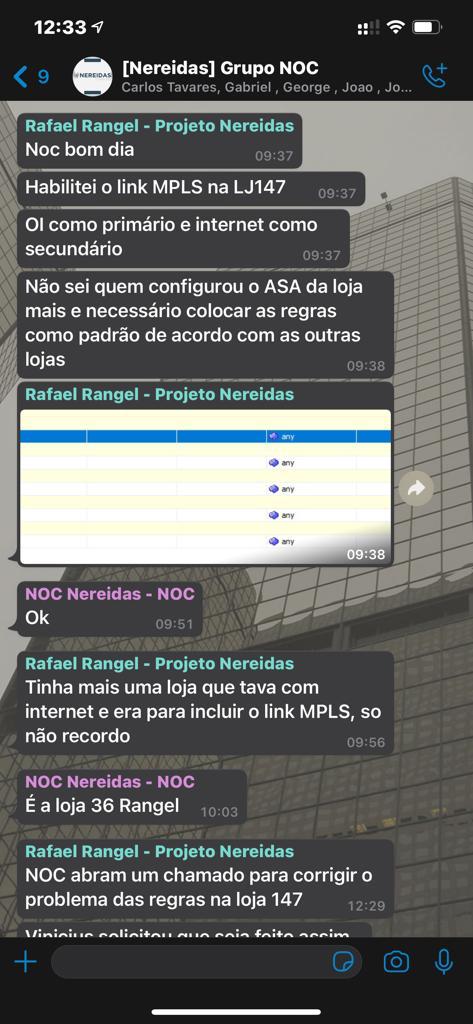 12:33
9
NEREIDAS
[Nereidas] Grupo NOC
Carlos Tavares, Gabriel , George , Joao , Jo...
Rafael Rangel - Projeto Nereidas
Noc bom dia
09:37
Habilitei o link MPLS na LJ147
09:37
OI como primário e internet como
secundário
09:37
Não sei quem configurou o ASA da loja
mais e necessário colocar as regras
como padrão de acordo com as outras
lojas
09:38
Rafael Rangel - Projeto Nereidas
any
any
any
any
any
09:38
NOC Nereidas - NOC
Ok
09:51
Rafael Rangel - Projeto Nereidas
Tinha mais uma loja que tava com
internet e era para incluir o link MPLS, so
não recordo
09:56
NOC Nereidas - NOC
É a loja 36 Rangel
10:03
Rafael Rangel - Projeto Nereidas
NOC abram um chamado para corrigir o
problema das regras na loja 147
12:29
Vinicius solicitou que seja feito assim